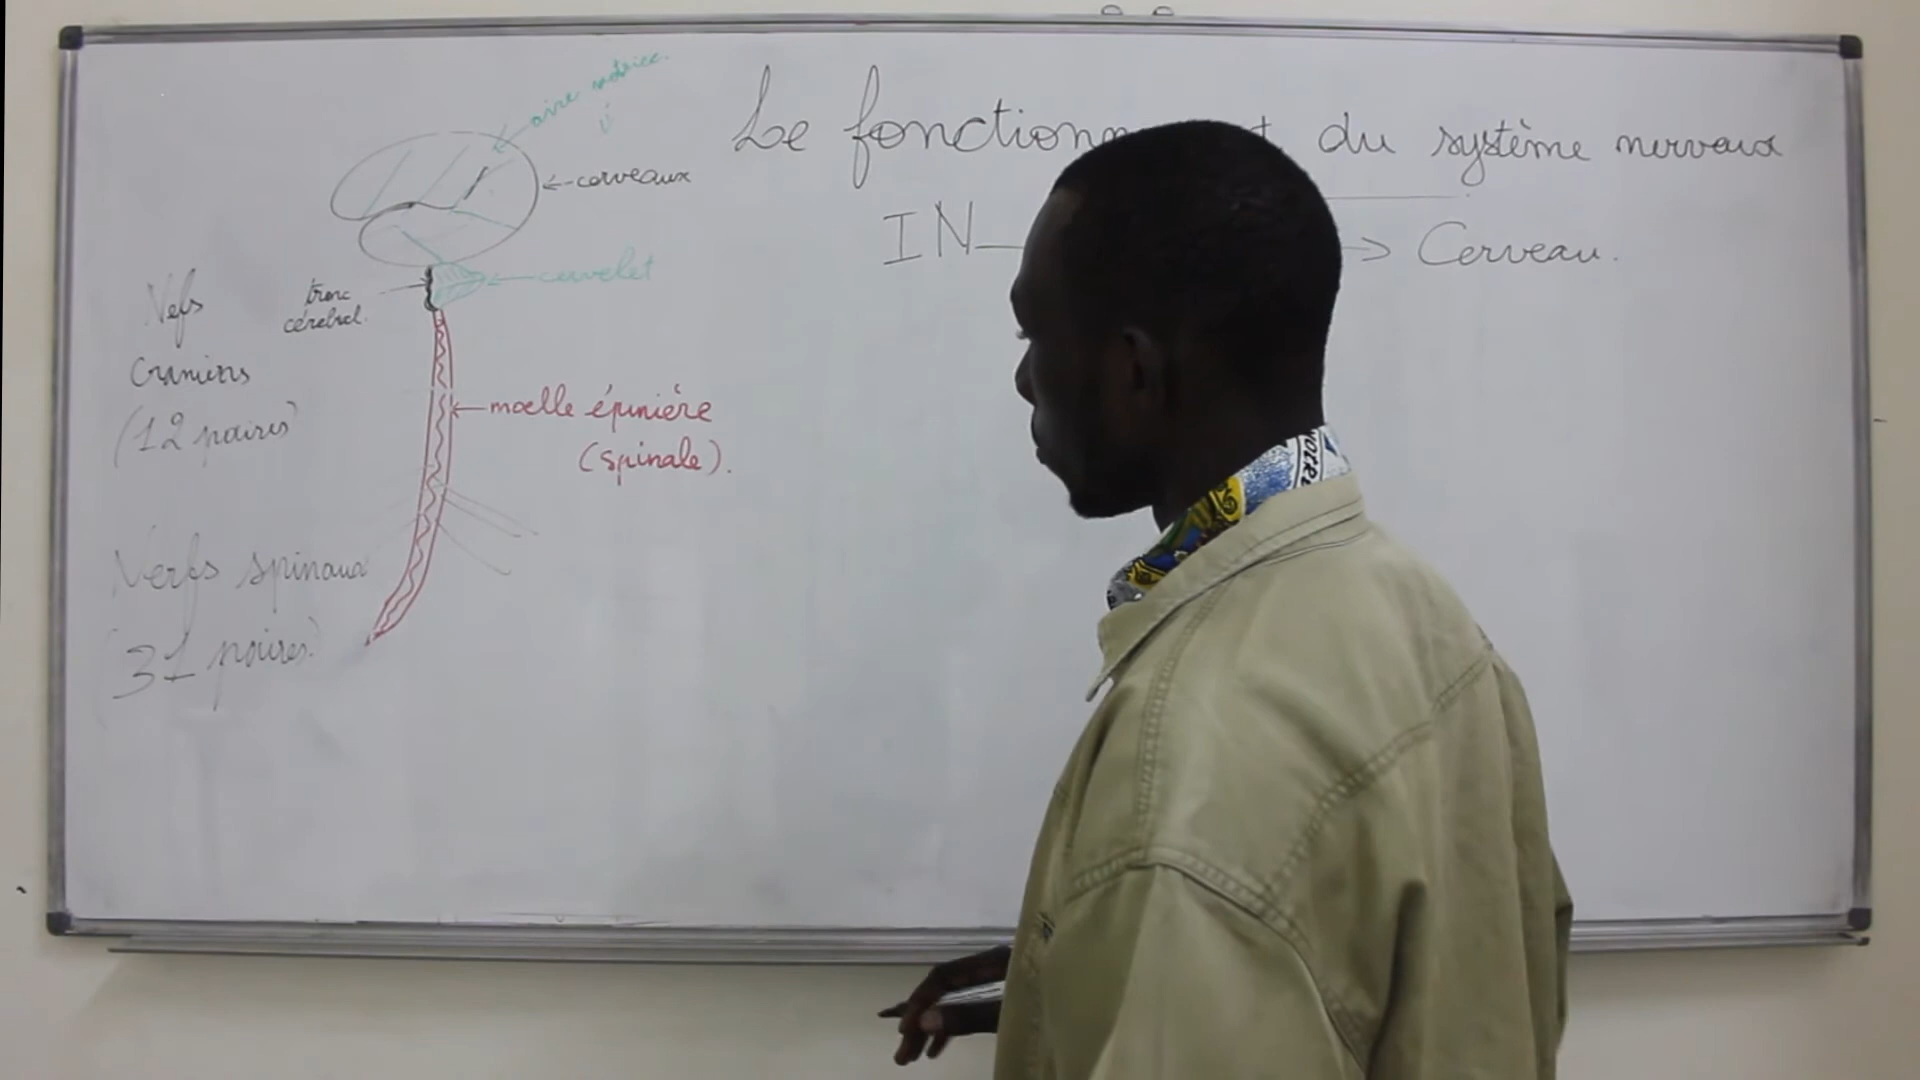 Le fonctionn t du système nerveux
IN → Cerveau.
aire motrice.
←cerveaux
←cervelet
tronc
cérébral.
Nefs
Craniens
(12 paires)
←moelle épinière
(spinale).
Nerfs spinaux
(31 paires)